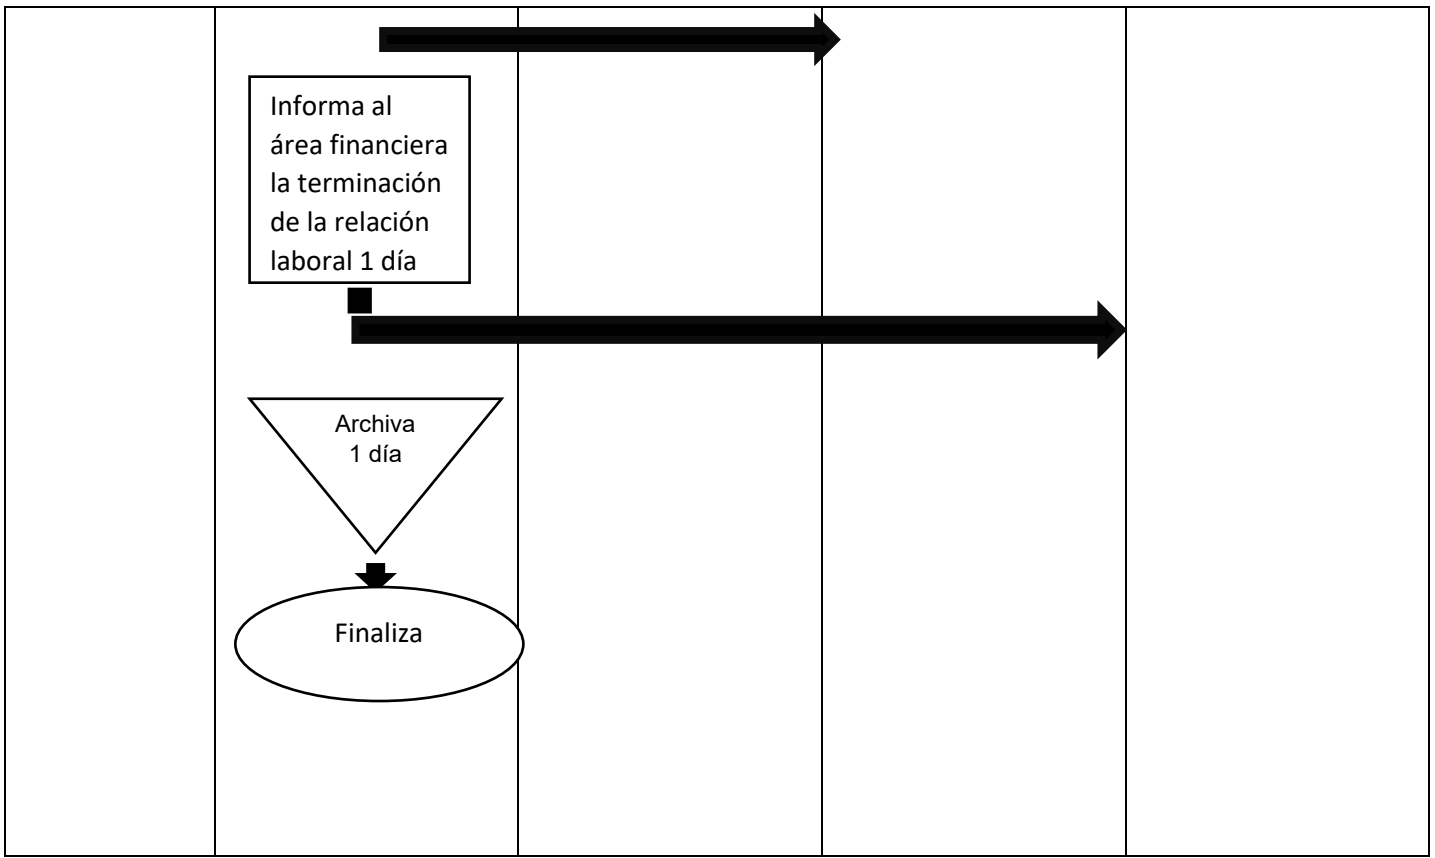 Informa al
área financiera
la terminación
de la relación
laboral 1 día
Archiva
1 día
Finaliza